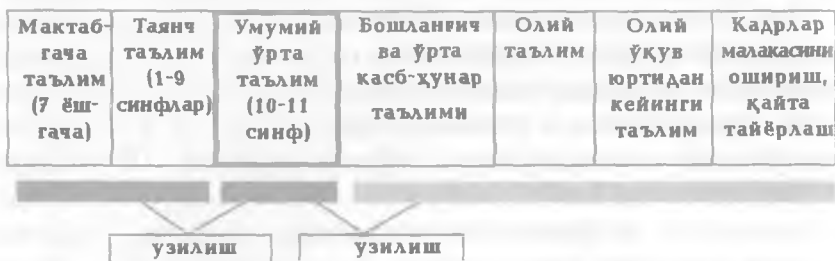 Мактаб-
гача
таълим
(7 ёш-
гача)
Таянч
таълим
(1-9
синфлар)
Умумий
ўрта
таълим
(10-11
синф)
Бошланғич
ва ўрта
касб-ҳунар
таълими
Олий
таълим
Олий
ўқув
юртидан
кейинги
таълим
Кадрлар
малакасини
ошириш,
қайта
тайёрлаш
узилиш
узилиш